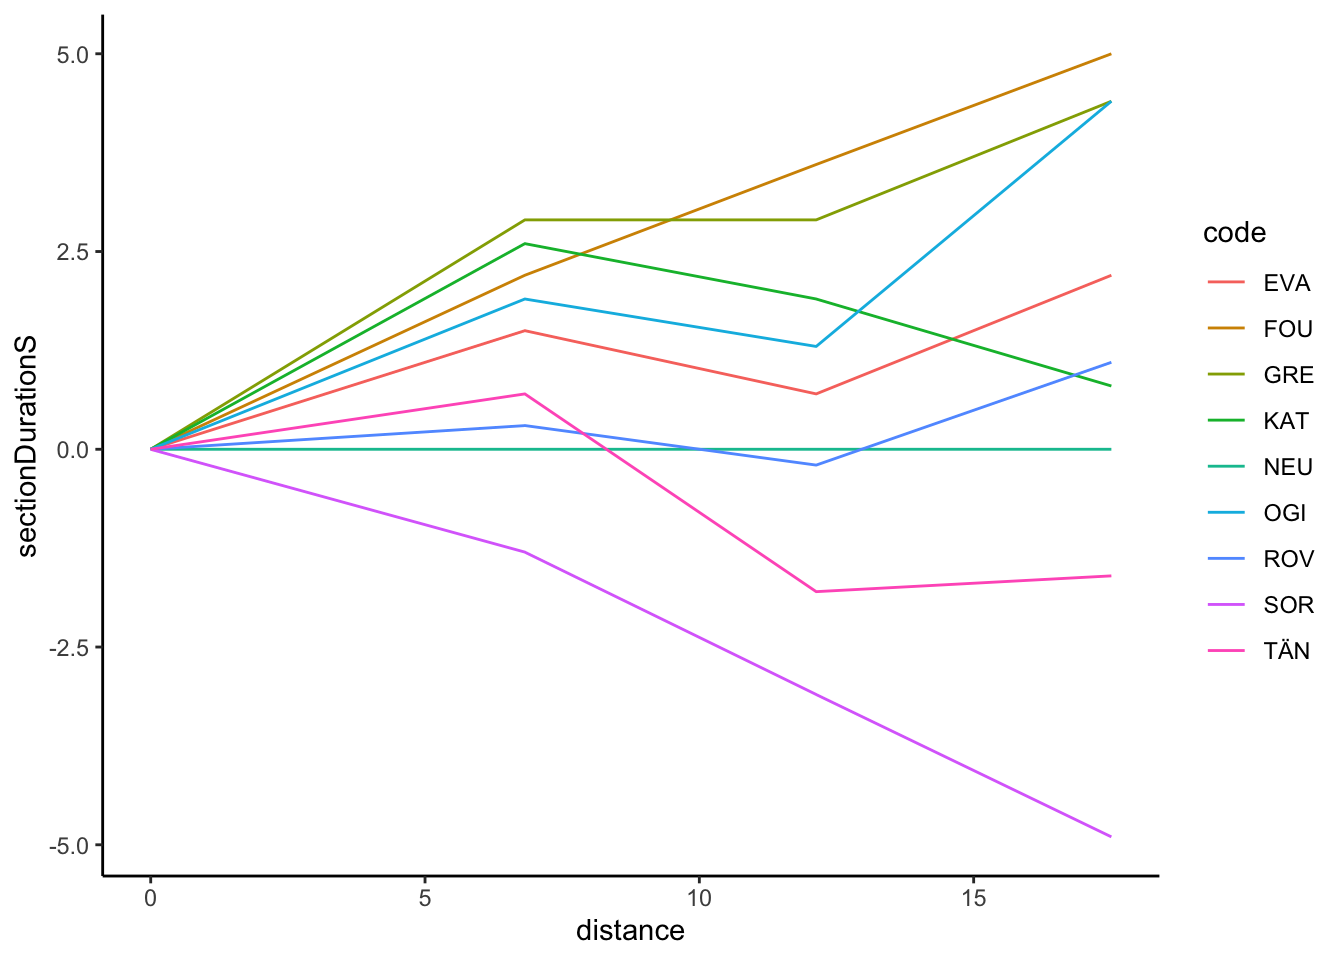 5.0
2.5
0.0
-2.5
-5.0
sectionDurationS
0 5 10 15
distance
code
EVA
FOU
GRE
KAT
NEU
OGI
ROV
SOR
TÄN